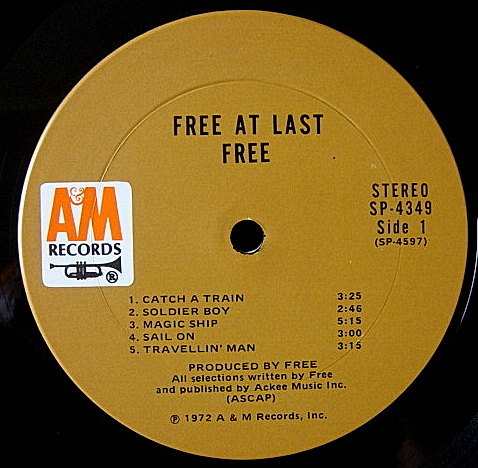 FREE AT LAST
FREE
STEREO
SP-4349
Side 1
(SP-4597)
A&M
RECORDS
®
1. CATCH A TRAIN 3:25
2. SOLDIER BOY 2:46
3. MAGIC SHIP 5:15
4. SAIL ON 3:00
5. TRAVELLIN' MAN 3:15
PRODUCED BY FREE
All selections written by Free
and published by Ackee Music Inc.
(ASCAP)
℗ 1972 A & M Records, Inc.